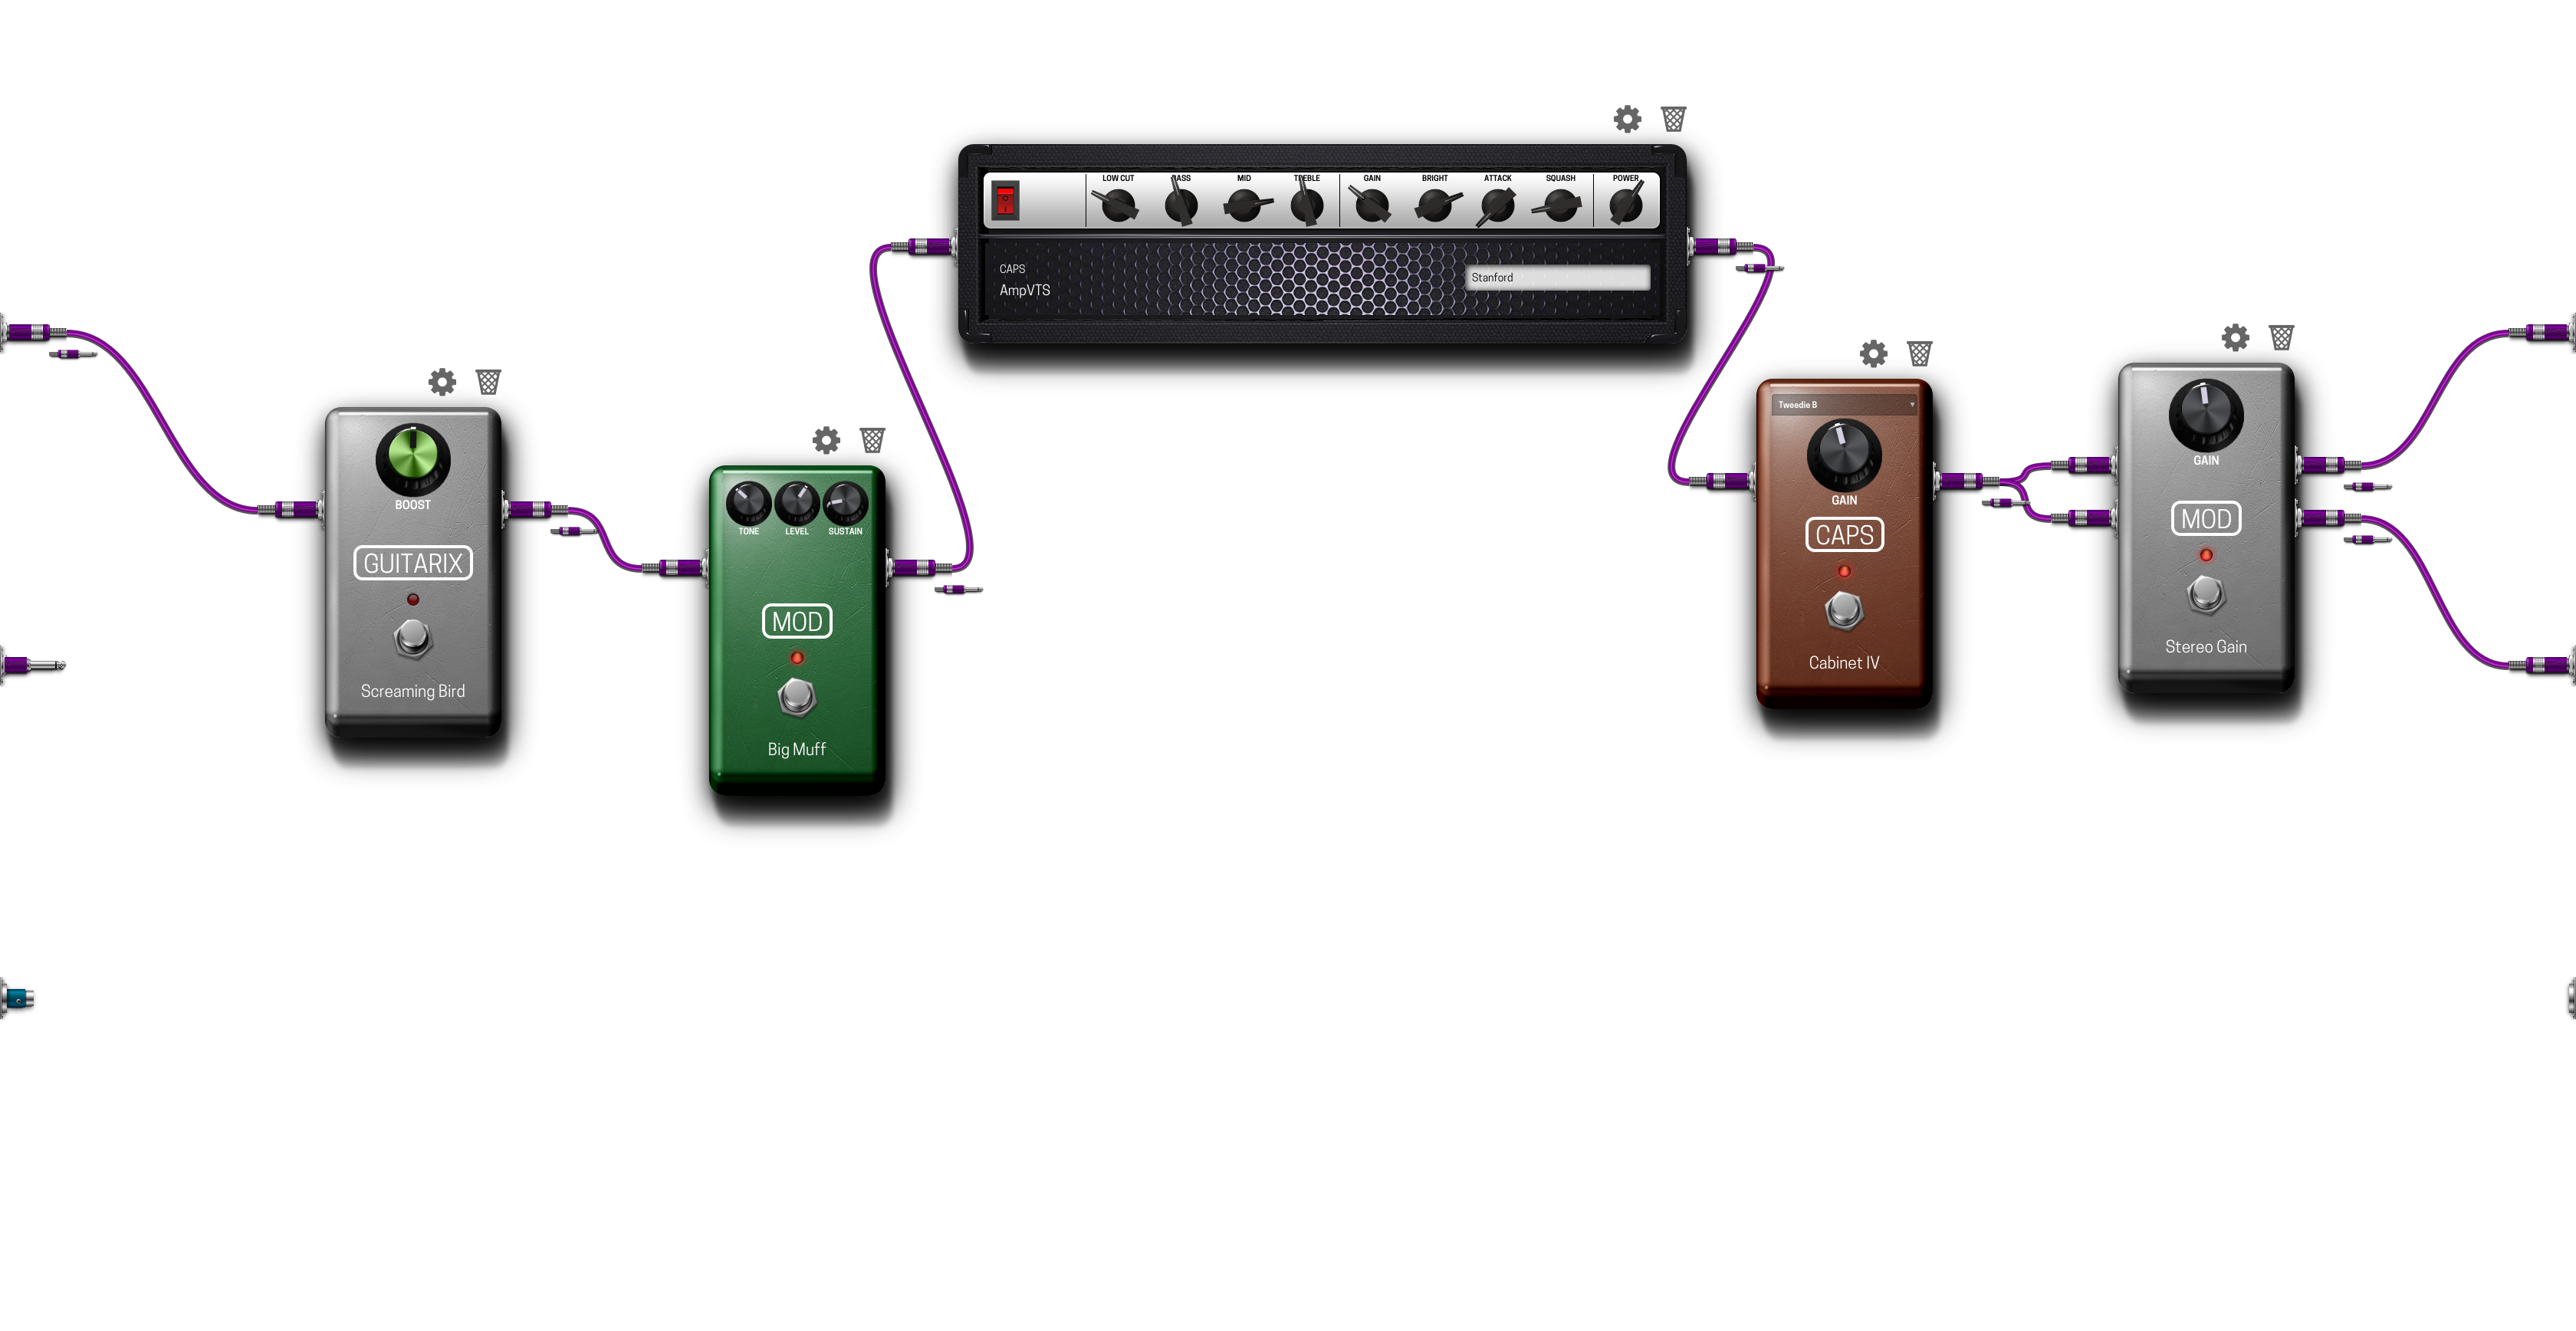 BOOST
GUITARIX
Screaming Bird
TONE LEVEL SUSTAIN
MOD
Big Muff
LOW CUT BASS MID TREBLE GAIN BRIGHT ATTACK SQUASH POWER
CAPS
AmpVTS
Stanford
Tweedie B
GAIN
CAPS
Cabinet IV
GAIN
MOD
Stereo Gain